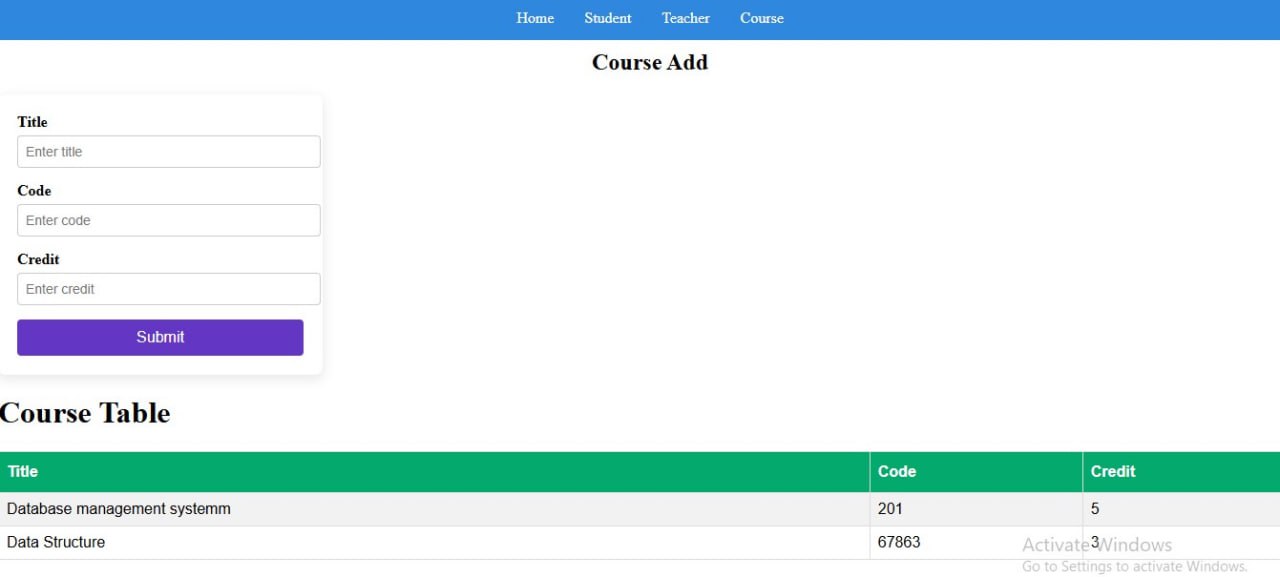 Home Student Teacher Course
Course Add
Title
Enter title
Code
Enter code
Credit
Enter credit
Submit
Course Table
Title Code Credit
Database management systemm 201 5
Data Structure 67863 3
Activate Windows
Go to Settings to activate Windows.